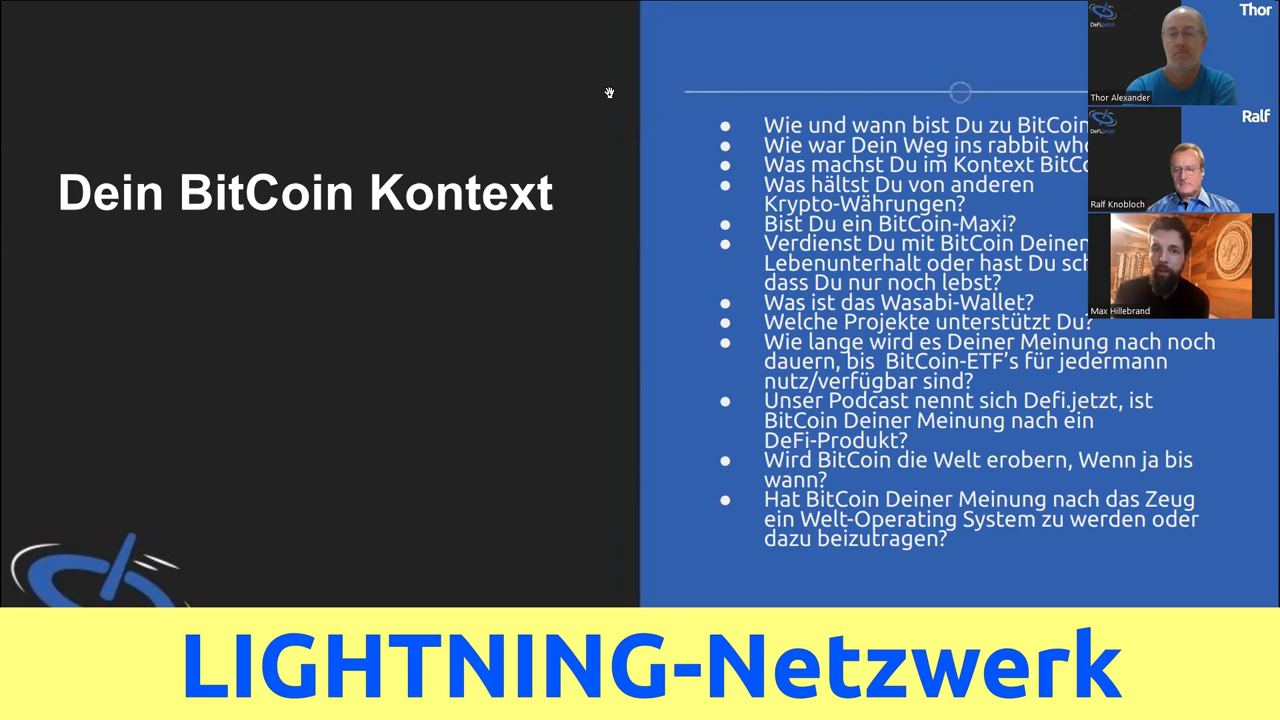 Dein BitCoin Kontext
Wie und wann bist Du zu BitCoin
Wie war Dein Weg ins rabbit
Was machst Du im Kontext
Was hältst Du von anderen
Krypto-Währungen?
Bist Du ein BitCoin-Maxi?
Verdienst Du mit BitCoin
Lebenunterhalt oder hast Du
dass Du nur noch lebst?
Was ist das Wasabi-Wallet?
Welche Projekte unterstützt Du?
Wie lange wird es Deiner Meinung nach noch
dauern, bis BitCoin-ETF’s für jedermann
nutz/verfügbar sind?
Unser Podcast nennt sich Defi.jetzt, ist
BitCoin Deiner Meinung nach ein
DeFi-Produkt?
Wird BitCoin die Welt erobern, Wenn ja bis
wann?
Hat BitCoin Deiner Meinung nach das Zeug
ein Welt-Operating System zu werden oder
dazu beizutragen?
Thor
DeFi.jetzt
Thor Alexander
Ralf
DeFi.jetzt
Ralf Knobloch
Max Hillebrand
LIGHTNING-Netzwerk